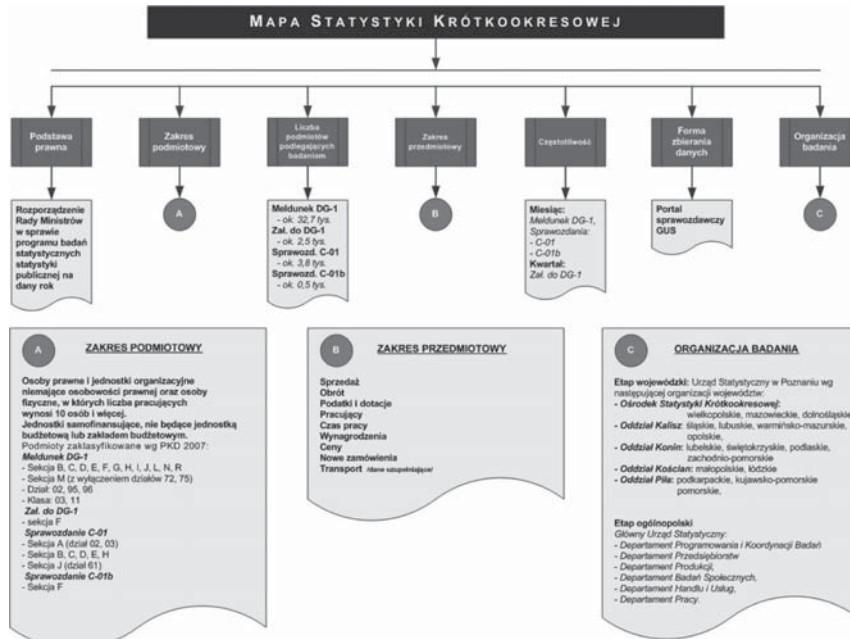 MAPA STATYSTYKI KRÓTKOOKRESOWEJ
Podstawa
prawna
Zakres
podmiotowy
Liczba
podmiotów
podlegających
badaniom
Zakres
przedmiotowy
Częstotliwość
Forma
zbierania
danych
Organizacja
badania
Rozporządzenie
Rady Ministrów
w sprawie
programu badań
statystycznych
statystyki
publicznej na
dany rok
A
Meldunek DG-1
- ok. 32,7 tys.
Zał. do DG-1
- ok. 2,5 tys.
Sprawozd. C-01
- ok. 3,8 tys.
Sprawozd. C-01b
- ok. 0,5 tys.
B
Miesiąc:
Meldunek DG-1,
Sprawozdania:
- C-01
- C-01b
Kwartał:
Zał. do DG-1
Portal
sprawozdawczy
GUS
C
A
ZAKRES PODMIOTOWY
Osoby prawne i jednostki organizacyjne
niemające osobowości prawnej oraz osoby
fizyczne, w których liczba pracujących
wynosi 10 osób i więcej.
Jednostki samofinansujące, nie będące jednostką
budżetową lub zakładem budżetowym.
Podmioty zaklasyfikowane wg PKD 2007:
Meldunek DG-1
- Sekcja B, C, D, E, F, G, H, I, J, L, N, R
- Sekcja M (z wyłączeniem działów 72, 75)
- Dział: 02, 95, 96
- Klasa: 03, 11
Zał. do DG-1
- sekcja F
Sprawozdanie C-01
- Sekcja A (dział 02, 03)
- Sekcja B, C, D, E, H
- Sekcja J (dział 61)
Sprawozdanie C-01b
- Sekcja F
B
ZAKRES PRZEDMIOTOWY
Sprzedaż
Obrót
Podatki i dotacje
Pracujący
Czas pracy
Wynagrodzenia
Ceny
Nowe zamówienia
Transport /dane uzupełniające/
C
ORGANIZACJA BADANIA
Etap wojewódzki: Urząd Statystyczny w Poznaniu wg
następującej organizacji województw:
- Ośrodek Statystyki Krótkookresowej:
wielkopolskie, mazowieckie, dolnośląskie,
- Oddział Kalisz: śląskie, lubuskie, warmińsko-mazurskie,
opolskie,
- Oddział Konin: lubelskie, świętokrzyskie, podlaskie,
zachodnio-pomorskie
- Oddział Kościan: małopolskie, łódzkie
- Oddział Piła: podkarpackie, kujawsko-pomorskie
pomorskie,
Etap ogólnopolski
Główny Urząd Statystyczny:
- Departament Programowania i Koordynacji Badań
- Departament Przedsiębiorstw
- Departament Produkcji,
- Departament Badań Społecznych,
- Departament Handlu i Usług,
- Departament Pracy.